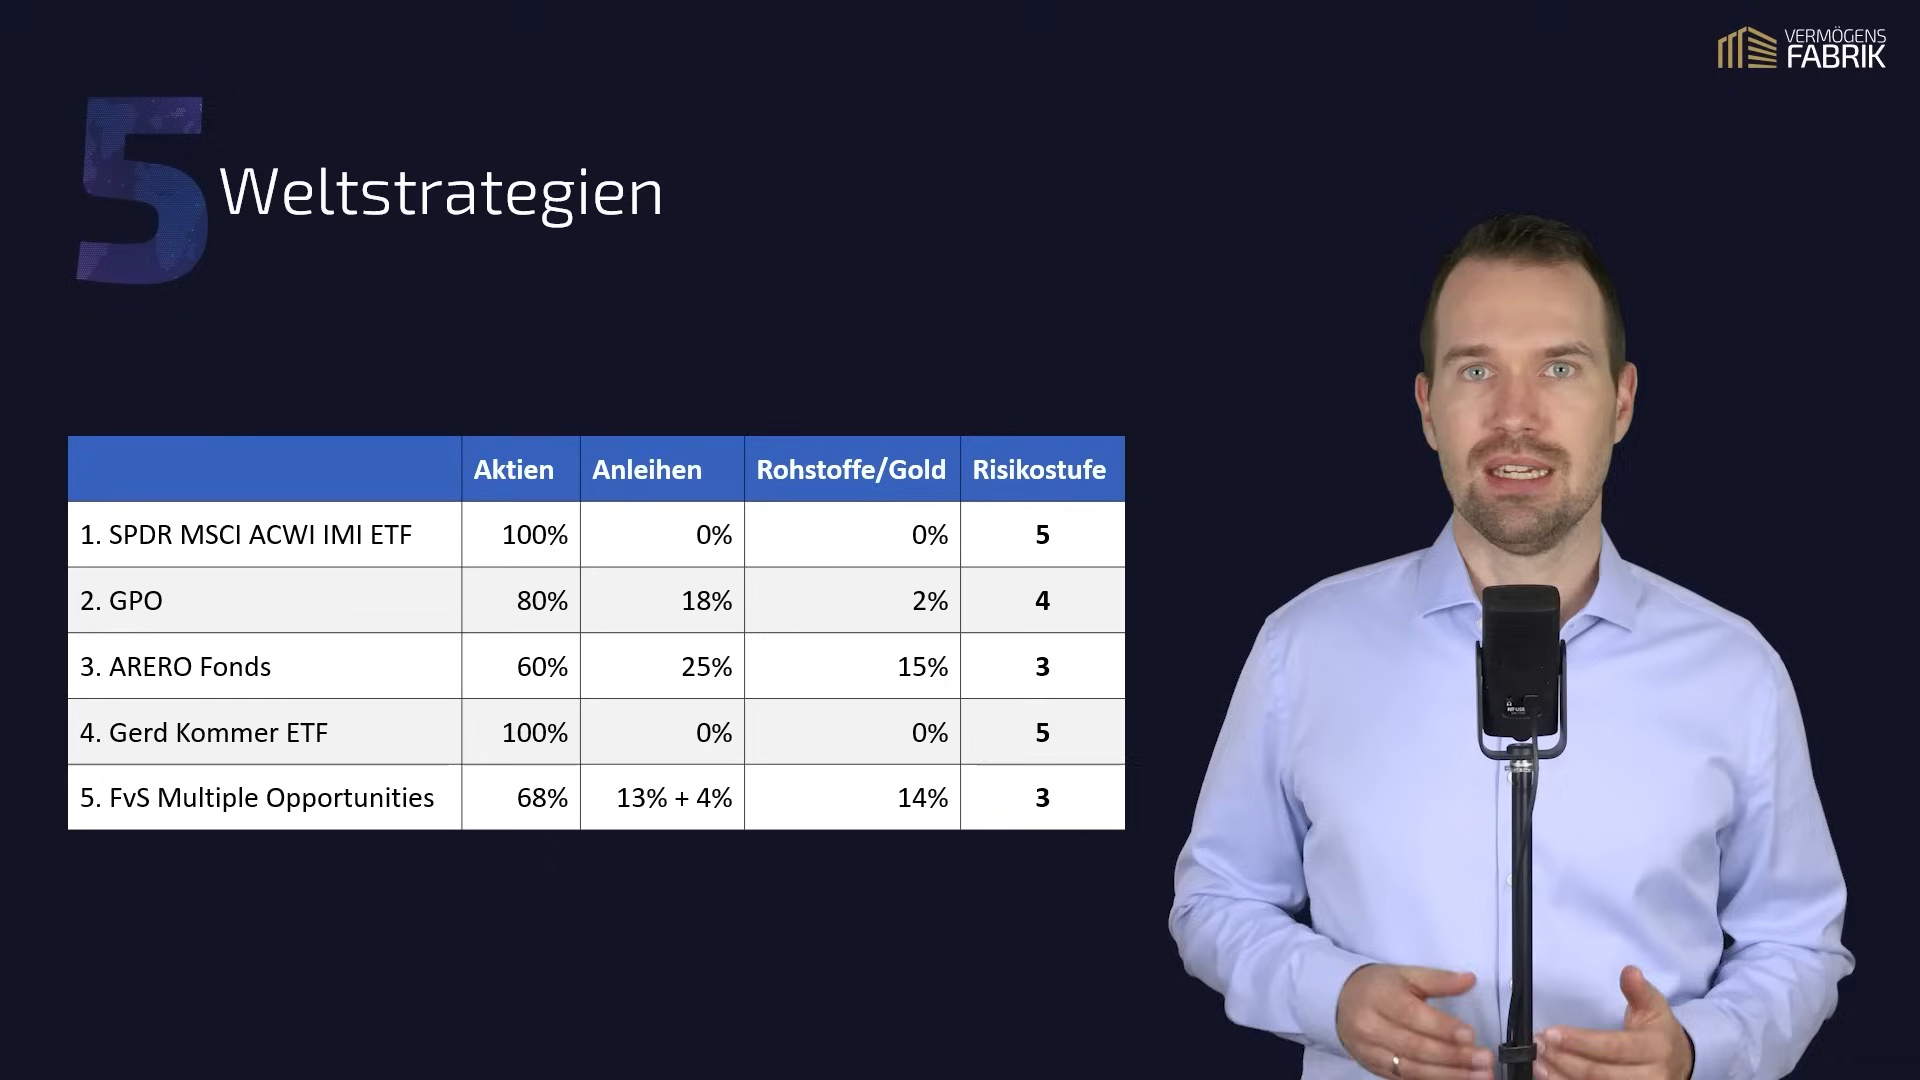 VERMÖGENS
FABRIK
5 Weltstrategien
Aktien Anleihen Rohstoffe/Gold Risikostufe
1. SPDR MSCI ACWI IMI ETF 100% 0% 0% 5
2. GPO 80% 18% 2% 4
3. ARERO Fonds 60% 25% 15% 3
4. Gerd Kommer ETF 100% 0% 0% 5
5. FvS Multiple Opportunities 68% 13% + 4% 14% 3